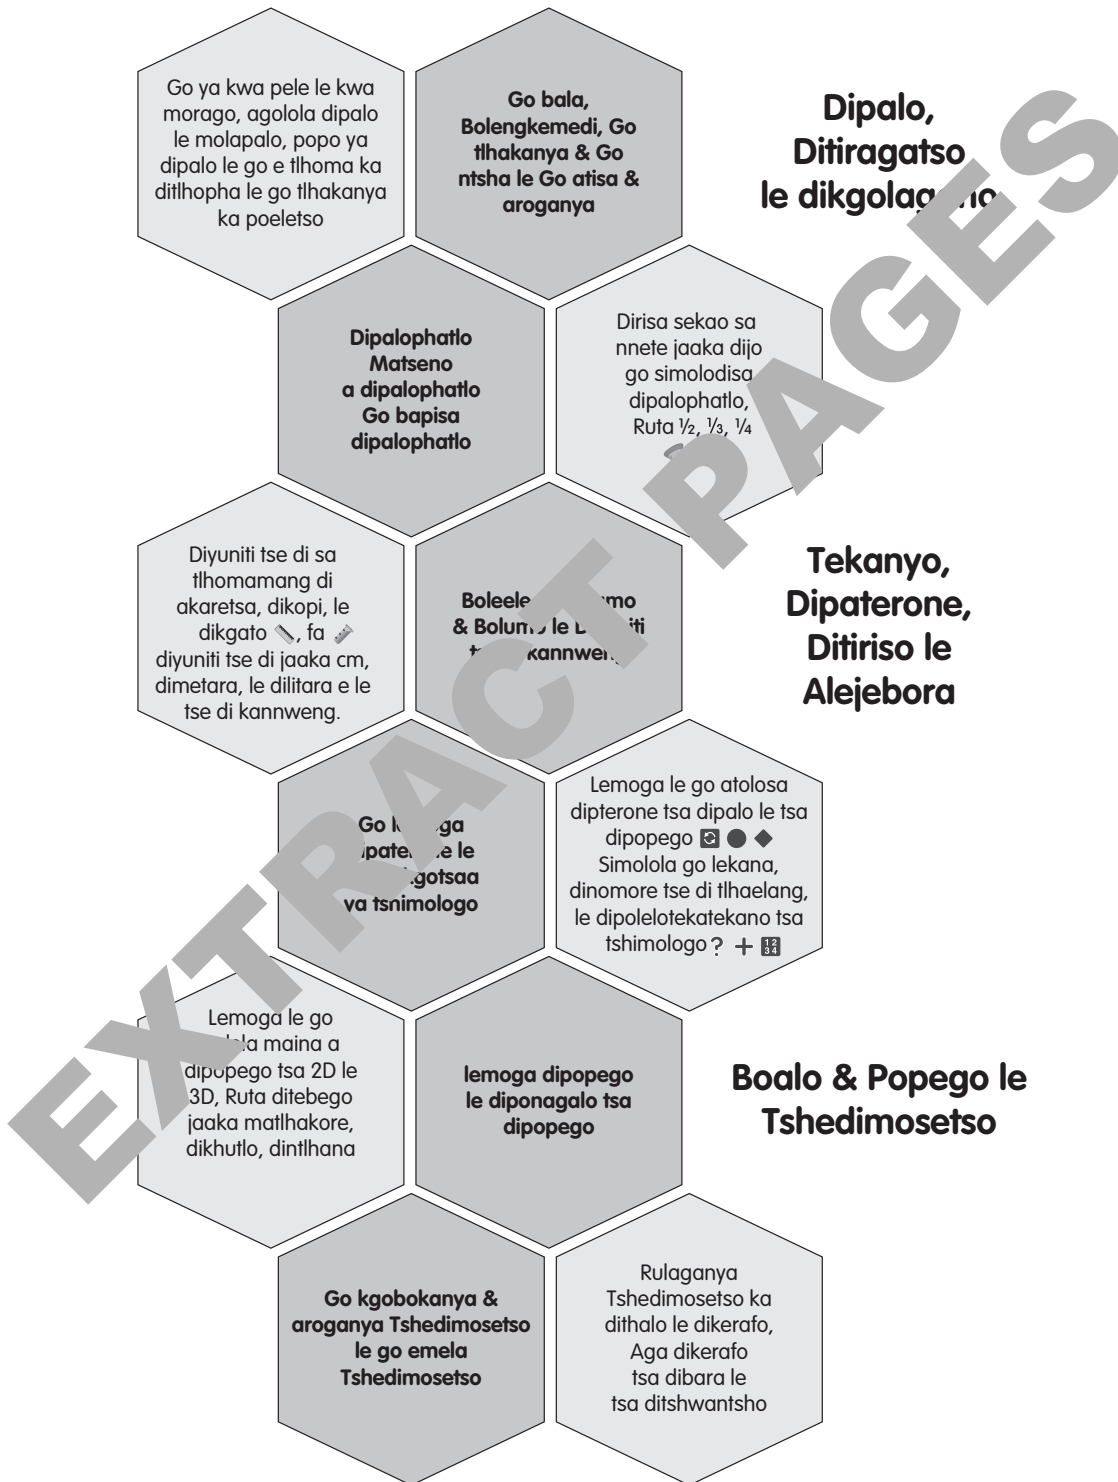 Go ya kwa pele le kwa
morago, agolola dipalo
le molapalo, popo ya
dipalo le go e tlhoma ka
ditlhopha le go tlhakanya
ka poeletso
Go bala,
Bolengkemedi, Go
tlhakanya & Go
ntsha le Go atisa &
aroganya
Dipalo,
Ditiragatso
le
Dipalophatlo
Matseno
a dipalophatlo
Go bapisa
dipalophatlo
Dirisa sekao sa
nnete jaaka dijo
go simolodisa
dipalophatlo,
Ruta ½, ⅓, ¼
Diyuniti tse di sa
tlhomamang di
akaretsa, dikopi, le
dikgato, fa
diyuniti tse di jaaka cm,
dimetara, le dilitara e le
tse di kannweng.
& Bolumo le
Tekanyo,
Dipaterone,
Ditiriso le
Alejebora
Go
le
ya tshimologo
Lemoga le go atolosa
dipterone tsa dipalo le tsa
dipopego
Simolola go lekana,
dinomore tse di tlhaelang,
le dipolelotekatekano tsa
tshimologo ? +
Lemoga le go
maina a
dipopego tsa 2D le
3D, Ruta ditebego
jaaka matlhakore,
dikhutlo, dintlhana
lemoga dipopego
le diponagalo tsa
dipopego
Boalo & Popego le
Tshedimosetso
Go kgobokanya &
aroganya Tshedimosetso
le go emela
Tshedimosetso
Rulaganya
Tshedimosetso ka
dithalo le dikerafo,
Aga dikerafo
tsa dibara le
tsa ditshwantsho
EXTRACT PAGES